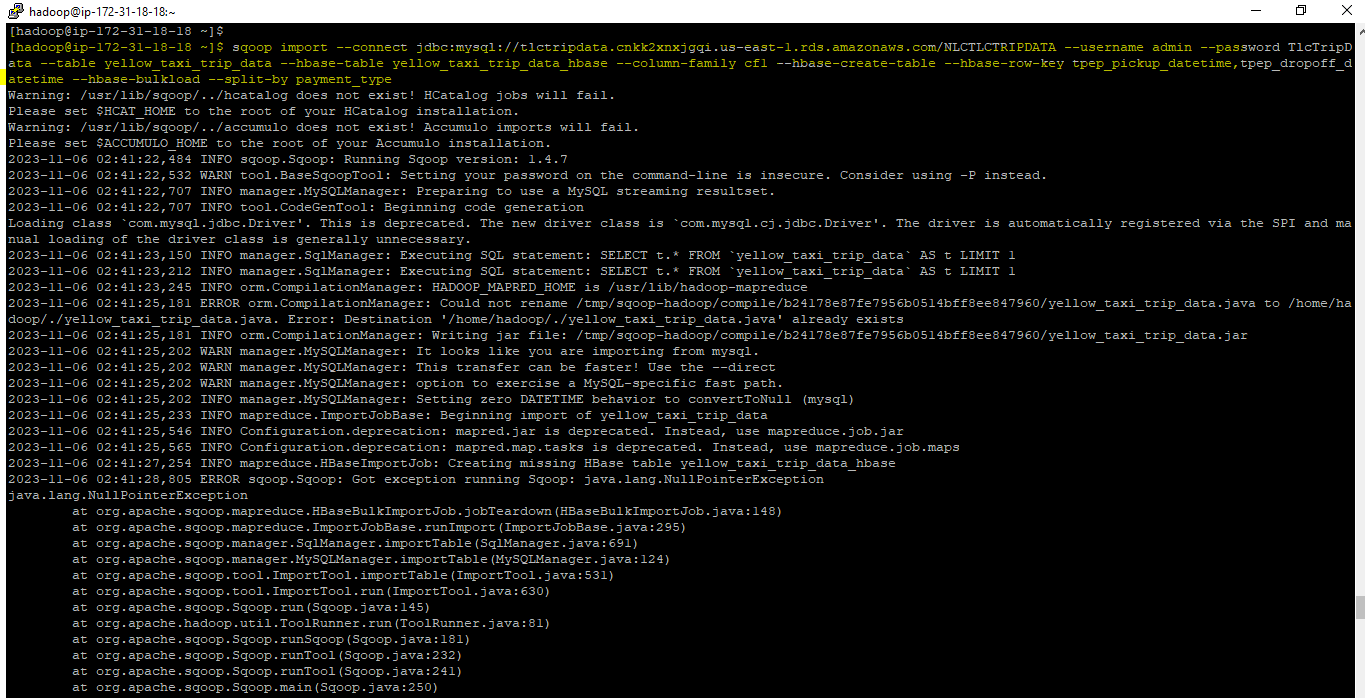 hadoop@ip-172-31-18-18:~
[hadoop@ip-172-31-18-18 ~]$
[hadoop@ip-172-31-18-18 ~]$ sqoop import --connect jdbc:mysql://tlctripdata.cnkk2xnxjgqi.us-east-1.rds.amazonaws.com/NLCTLCTRIPDATA --username admin --password TlcTripD
ata --table yellow_taxi_trip_data --hbase-table yellow_taxi_trip_data_hbase --column-family cf1 --hbase-create-table --hbase-row-key tpep_pickup_datetime,tpep_dropoff_d
atetime --hbase-bulkload --split-by payment_type
Warning: /usr/lib/sqoop/../hcatalog does not exist! HCatalog jobs will fail.
Please set $HCAT_HOME to the root of your HCatalog installation.
Warning: /usr/lib/sqoop/../accumulo does not exist! Accumulo imports will fail.
Please set $ACCUMULO_HOME to the root of your Accumulo installation.
2023-11-06 02:41:22,484 INFO sqoop.Sqoop: Running Sqoop version: 1.4.7
2023-11-06 02:41:22,532 WARN tool.BaseSqoopTool: Setting your password on the command-line is insecure. Consider using -P instead.
2023-11-06 02:41:22,707 INFO manager.MySQLManager: Preparing to use a MySQL streaming resultset.
2023-11-06 02:41:22,707 INFO tool.CodeGenTool: Beginning code generation
Loading class `com.mysql.jdbc.Driver'. This is deprecated. The new driver class is `com.mysql.cj.jdbc.Driver'. The driver is automatically registered via the SPI and ma
nual loading of the driver class is generally unnecessary.
2023-11-06 02:41:23,150 INFO manager.SqlManager: Executing SQL statement: SELECT t.* FROM `yellow_taxi_trip_data` AS t LIMIT 1
2023-11-06 02:41:23,212 INFO manager.SqlManager: Executing SQL statement: SELECT t.* FROM `yellow_taxi_trip_data` AS t LIMIT 1
2023-11-06 02:41:23,245 INFO orm.CompilationManager: HADOOP_MAPRED_HOME is /usr/lib/hadoop-mapreduce
2023-11-06 02:41:25,181 ERROR orm.CompilationManager: Could not rename /tmp/sqoop-hadoop/compile/b24178e87fe7956b0514bff8ee847960/yellow_taxi_trip_data.java to /home/ha
doop/./yellow_taxi_trip_data.java. Error: Destination '/home/hadoop/./yellow_taxi_trip_data.java' already exists
2023-11-06 02:41:25,181 INFO orm.CompilationManager: Writing jar file: /tmp/sqoop-hadoop/compile/b24178e87fe7956b0514bff8ee847960/yellow_taxi_trip_data.jar
2023-11-06 02:41:25,202 WARN manager.MySQLManager: It looks like you are importing from mysql.
2023-11-06 02:41:25,202 WARN manager.MySQLManager: This transfer can be faster! Use the --direct
2023-11-06 02:41:25,202 WARN manager.MySQLManager: option to exercise a MySQL-specific fast path.
2023-11-06 02:41:25,202 INFO manager.MySQLManager: Setting zero DATETIME behavior to convertToNull (mysql)
2023-11-06 02:41:25,233 INFO mapreduce.ImportJobBase: Beginning import of yellow_taxi_trip_data
2023-11-06 02:41:25,546 INFO Configuration.deprecation: mapred.jar is deprecated. Instead, use mapreduce.job.jar
2023-11-06 02:41:25,565 INFO Configuration.deprecation: mapred.map.tasks is deprecated. Instead, use mapreduce.job.maps
2023-11-06 02:41:27,254 INFO mapreduce.HBaseImportJob: Creating missing HBase table yellow_taxi_trip_data_hbase
2023-11-06 02:41:28,805 ERROR sqoop.Sqoop: Got exception running Sqoop: java.lang.NullPointerException
java.lang.NullPointerException
at org.apache.sqoop.mapreduce.HBaseBulkImportJob.jobTeardown(HBaseBulkImportJob.java:148)
at org.apache.sqoop.mapreduce.ImportJobBase.runImport(ImportJobBase.java:295)
at org.apache.sqoop.manager.SqlManager.importTable(SqlManager.java:691)
at org.apache.sqoop.manager.MySQLManager.importTable(MySQLManager.java:124)
at org.apache.sqoop.tool.ImportTool.importTable(ImportTool.java:531)
at org.apache.sqoop.tool.ImportTool.run(ImportTool.java:630)
at org.apache.sqoop.Sqoop.run(Sqoop.java:145)
at org.apache.hadoop.util.ToolRunner.run(ToolRunner.java:81)
at org.apache.sqoop.Sqoop.runSqoop(Sqoop.java:181)
at org.apache.sqoop.Sqoop.runTool(Sqoop.java:232)
at org.apache.sqoop.Sqoop.runTool(Sqoop.java:241)
at org.apache.sqoop.Sqoop.main(Sqoop.java:250)